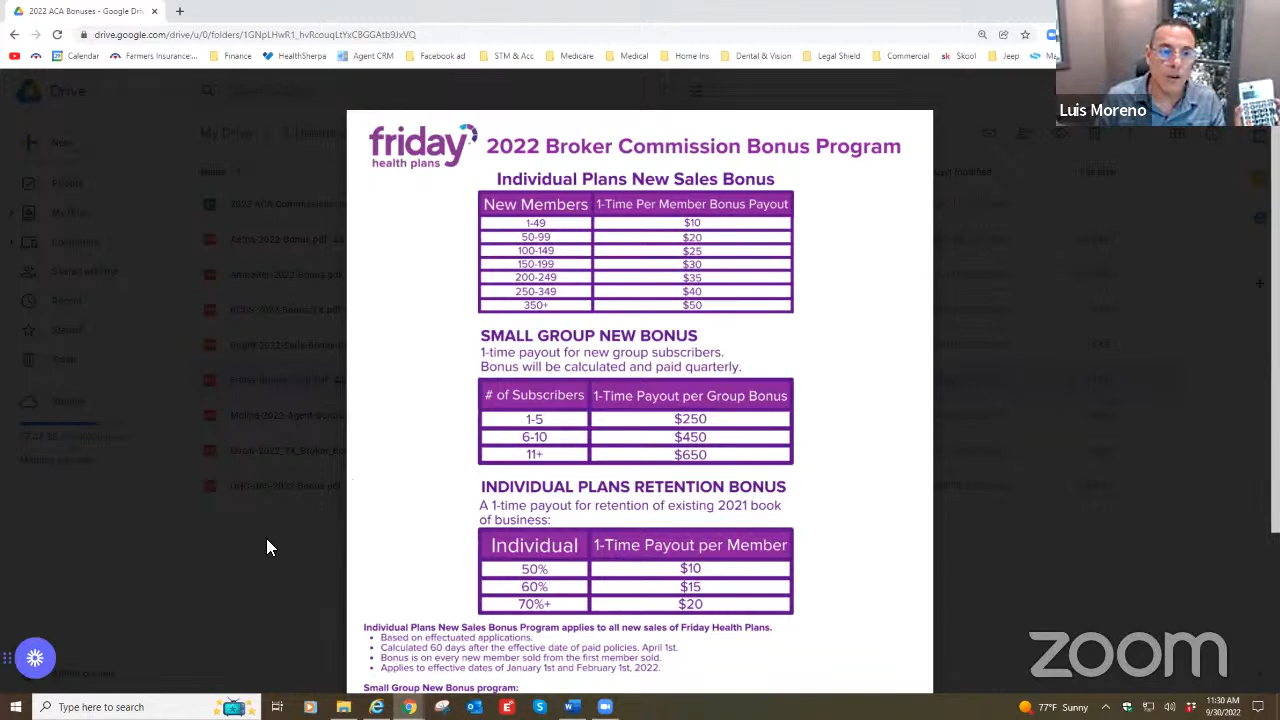 2022 ACA Bonuses - Google Driv
drive.google.com/drive/u/0/folders/1GNpLHwR1_hvRcouqLtYxCBGGAtb9JxVQ
Calendar
Farmers Insurance:...
Finance
HealthSherpa
Agent CRM
Facebook ad
STM & Acc
Medicare
Medical
Home Ins
Dental & Vision
Legal Shield
Commercial
Skool
Jeep
Luis Moreno
Drive
friday
health plans
2022 Broker Commission Bonus Program
Individual Plans New Sales Bonus
New Members 1-Time Per Member Bonus Payout
1-49 $10
50-99 $20
100-149 $25
150-199 $30
200-249 $35
250-349 $40
350+ $50
SMALL GROUP NEW BONUS
1-time payout for new group subscribers.
Bonus will be calculated and paid quarterly.
# of Subscribers 1-Time Payout per Group Bonus
1-5 $250
6-10 $450
11+ $650
INDIVIDUAL PLANS RETENTION BONUS
A 1-time payout for retention of existing 2021 book
of business:
Individual 1-Time Payout per Member
50% $10
60% $15
70%+ $20
Individual Plans New Sales Bonus Program applies to all new sales of Friday Health Plans.
• Based on effectuated applications.
• Calculated 60 days after the effective date of paid policies. April 1st.
• Bonus is on every new member sold from the first member sold.
• Applies to effective dates of January 1st and February 1st, 2022.
Small Group New Bonus program:
zoom
Type here to search
77°F Sunny
11:30 AM
9/30/2022